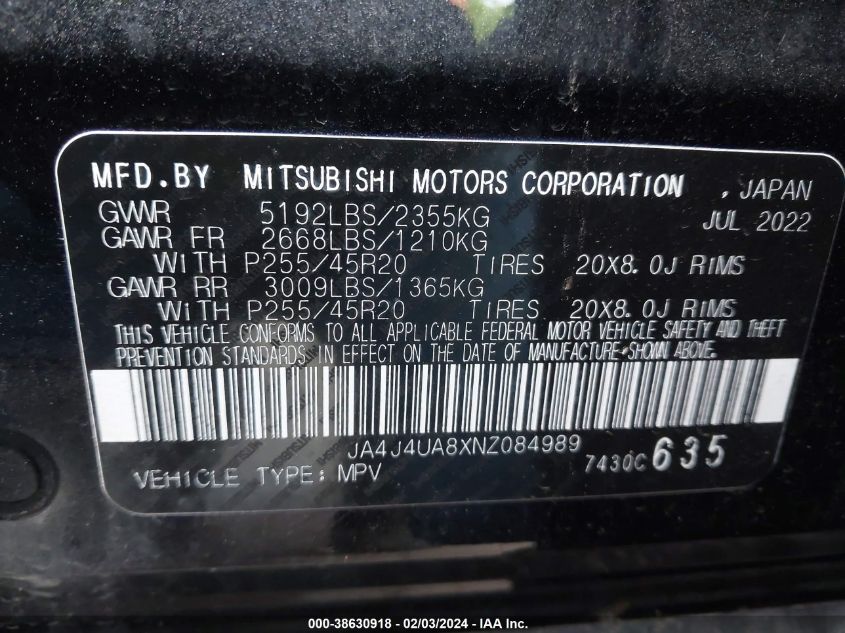 MFD.BY MITSUBISHI MOTORS CORPORATION , JAPAN
GVWR 5192LBS/2355KG JUL 2022
GAWR FR 2668LBS/1210KG
WITH P255/45R20 TIRES 20X8.0J RIMS
GAWR RR 3009LBS/1365KG
WITH P255/45R20 TIRES 20X8.0J RIMS
THIS VEHICLE CONFORMS TO ALL APPLICABLE FEDERAL MOTOR VEHICLE SAFETY AND THEFT
PREVENTION STANDARDS IN EFFECT ON THE DATE OF MANUFACTURE SHOWN ABOVE.
JA4J4UA8XNZ084989
7430C 635
VEHICLE TYPE: MPV
000-38630918 - 02/03/2024 - IAA Inc.